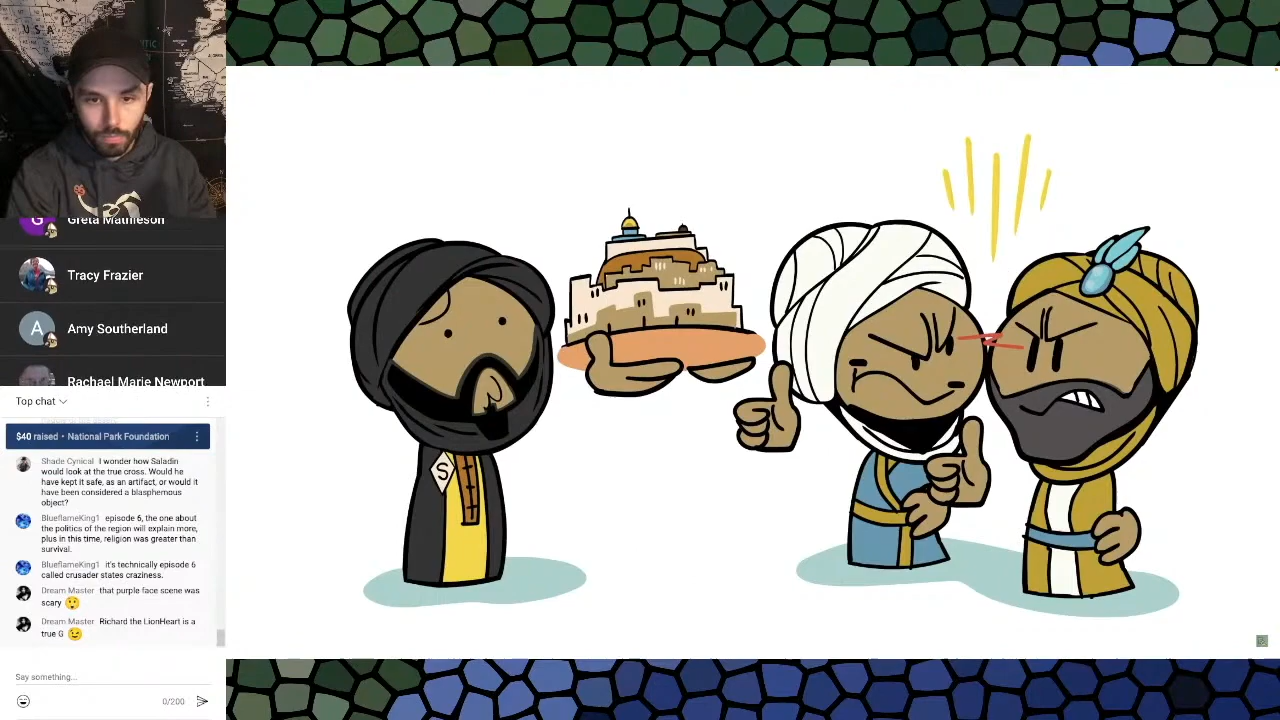 USA
Greta Mathieson
Tracy Frazier
A
Amy Southerland
Rachael Marie Newport
Top chat
$40 raised • National Park Foundation
Shade Cynical I wonder how Saladin
would look at the true cross. Would he
have kept it safe, as an artifact, or would it
have been considered a blasphemous
object?
BlueflameKing1 episode 6, the one about
the politics of the region will explain more,
plus in this time, religion was greater than
survival.
BlueflameKing1 it's technically episode 6
called crusader states craziness.
Dream Master that purple face scene was
scary 😲
Dream Master Richard the LionHeart is a
true G 😉
Say something...
0/200
S